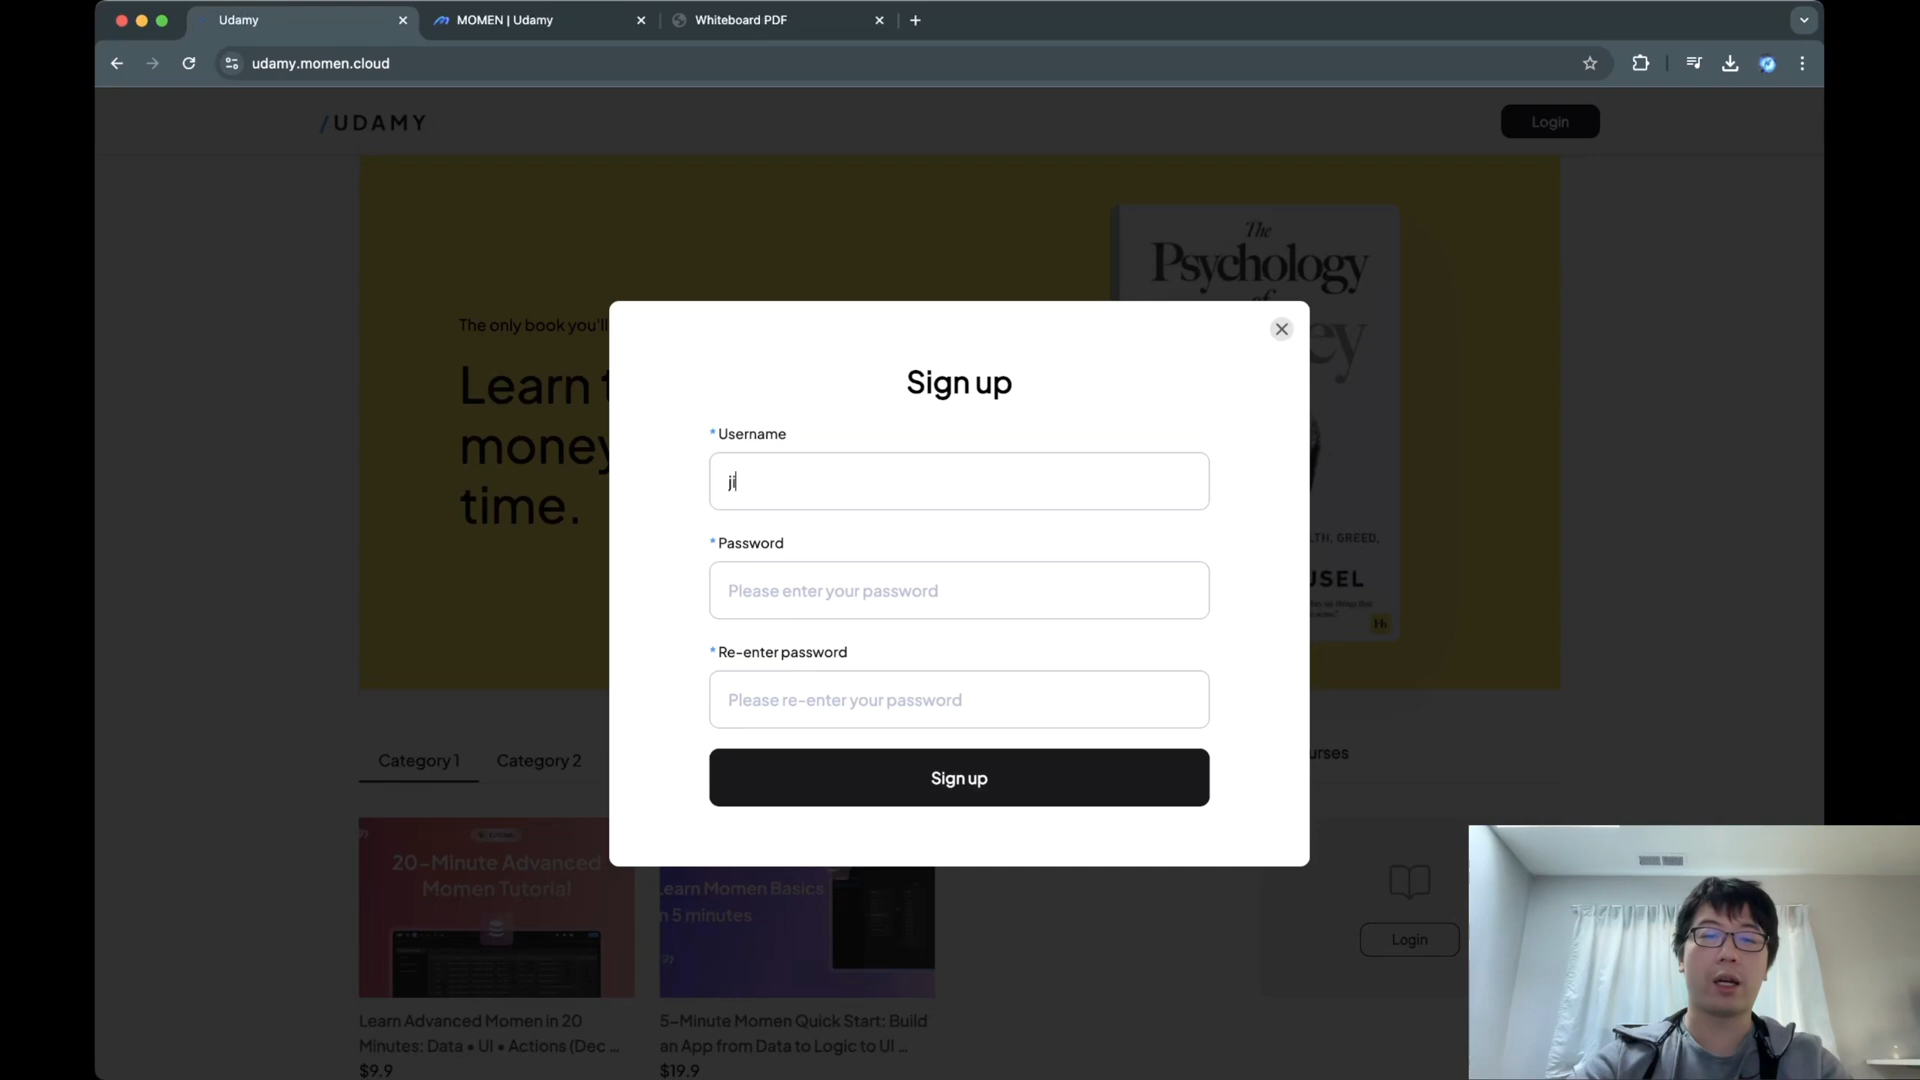 Udamy
MOMEN | Udamy
Whiteboard PDF
udamy.momen.cloud
/UDAMY
Login
The
Psychology
of
ey
The only book you'll
Learn t
money
time.
LTH, GREED,
USEL
Sign up
* Username
ji
* Password
Please enter your password
* Re-enter password
Please re-enter your password
Sign up
Category 1
Category 2
urses
20-Minute Advanced
Momen Tutorial
Learn Momen Basics
n 5 minutes
Login
Learn Advanced Momen in 20
Minutes: Data • UI • Actions (Dec ...
$9.9
5-Minute Momen Quick Start: Build
an App from Data to Logic to UI ...
$19.9